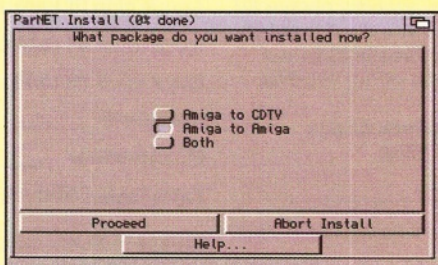 ParNET.Install (0% done)
What package do you want installed now?
Amiga to CDTV
Amiga to Amiga
Both
Proceed
Abort Install
Help...